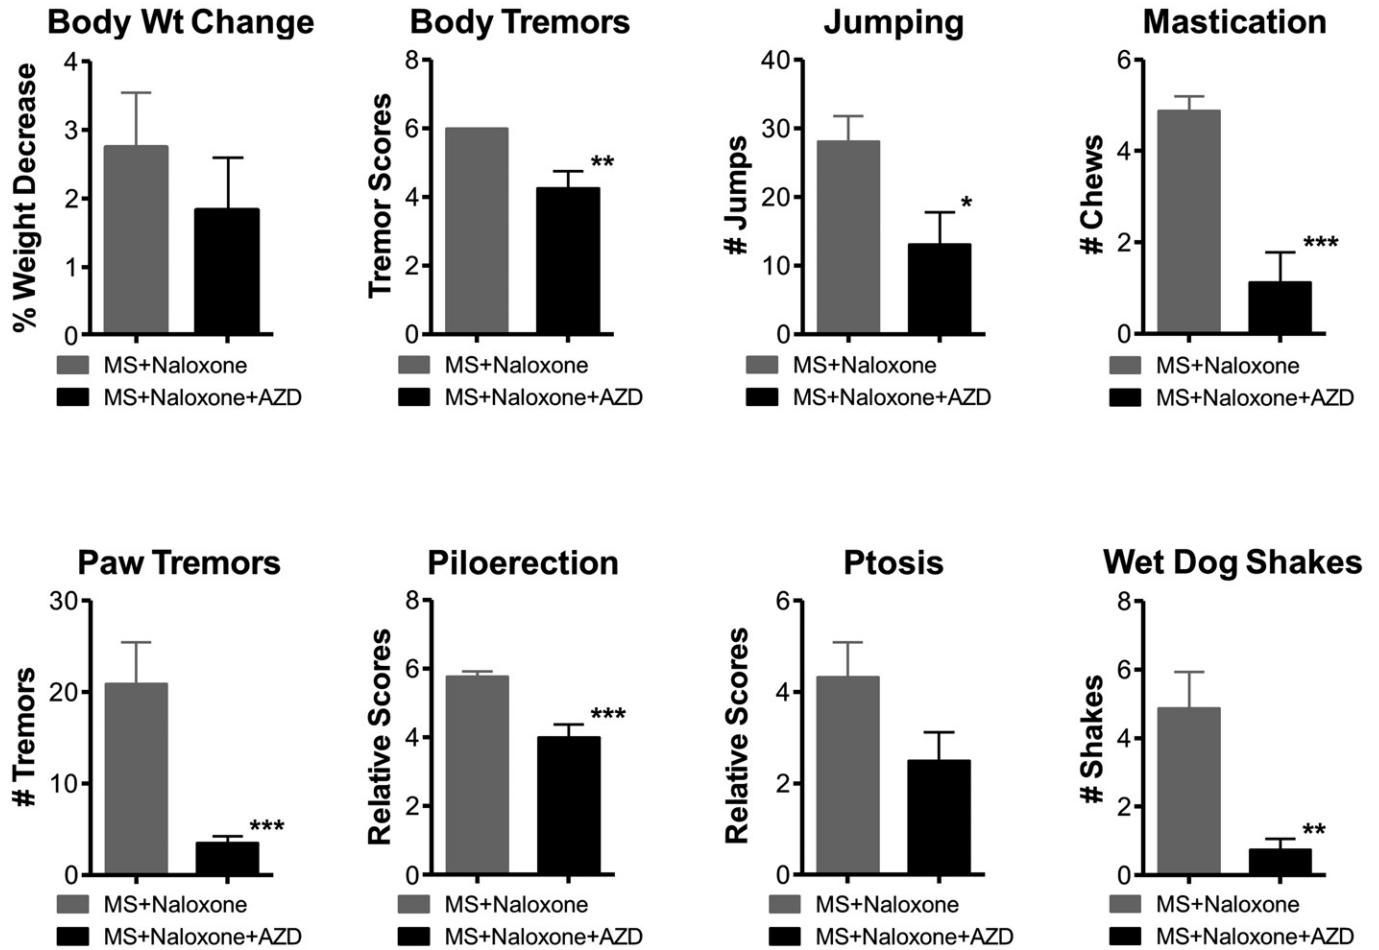 Body Wt Change
% Weight Decrease
4
3
2
1
0
MS+Naloxone
MS+Naloxone+AZD
Body Tremors
Tremor Scores
8
6
4
2
0
**
MS+Naloxone
MS+Naloxone+AZD
Jumping
# Jumps
40
30
20
10
0
*
MS+Naloxone
MS+Naloxone+AZD
Mastication
# Chews
6
4
2
0
***
MS+Naloxone
MS+Naloxone+AZD
Paw Tremors
# Tremors
30
20
10
0
***
MS+Naloxone
MS+Naloxone+AZD
Piloerection
Relative Scores
8
6
4
2
0
***
MS+Naloxone
MS+Naloxone+AZD
Ptosis
Relative Scores
6
4
2
0
MS+Naloxone
MS+Naloxone+AZD
Wet Dog Shakes
# Shakes
8
6
4
2
0
**
MS+Naloxone
MS+Naloxone+AZD